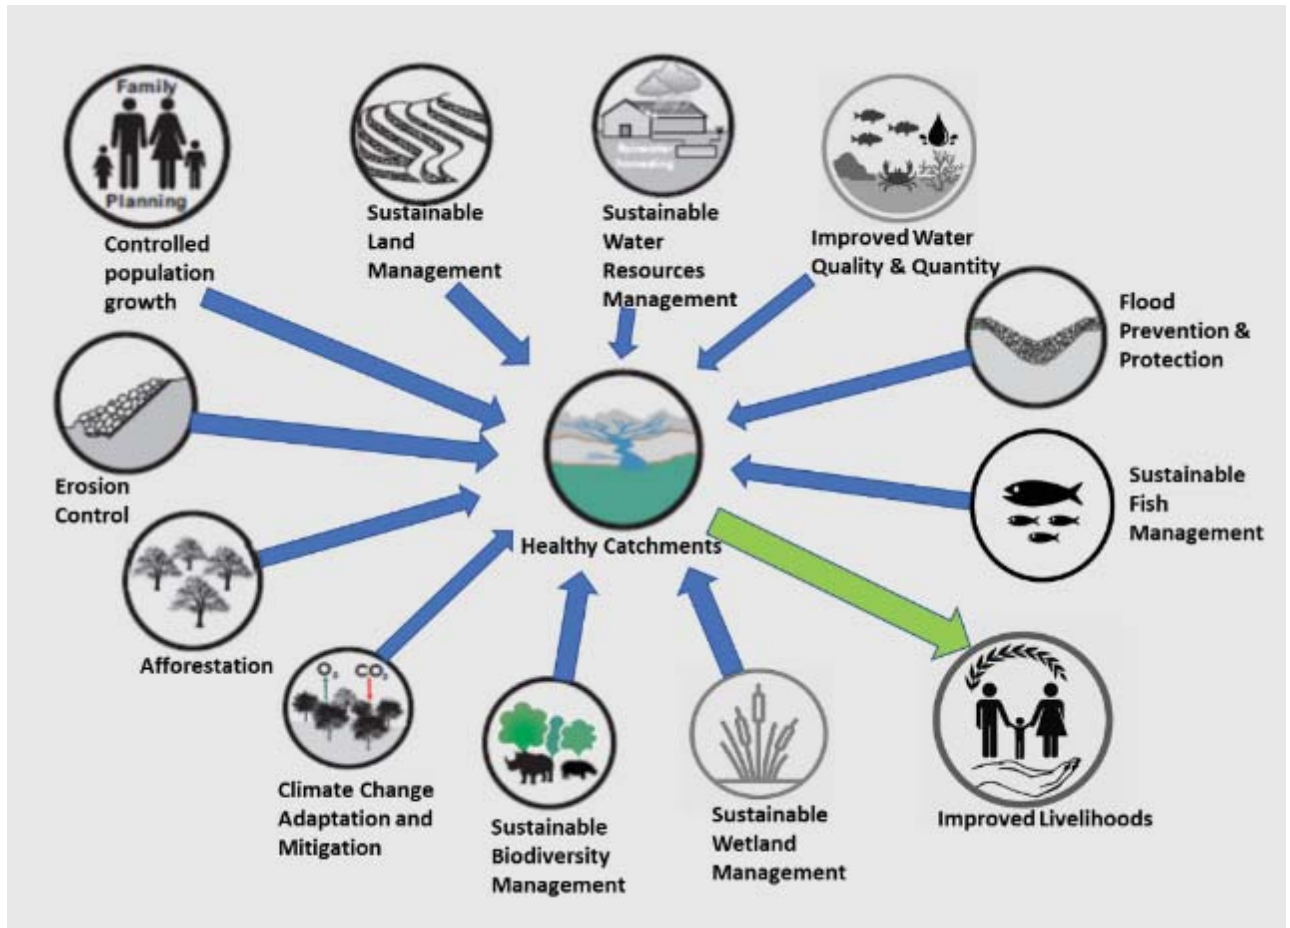 Family
Planning
Controlled
population
growth
Sustainable
Land
Management
Sustainable
Water
Resources
Management
Improved Water
Quality & Quantity
Flood
Prevention &
Protection
Erosion
Control
Healthy Catchments
Sustainable
Fish
Management
Afforestation
CO₂
Climate Change
Adaptation and
Mitigation
Sustainable
Biodiversity
Management
Sustainable
Wetland
Management
Improved Livelihoods